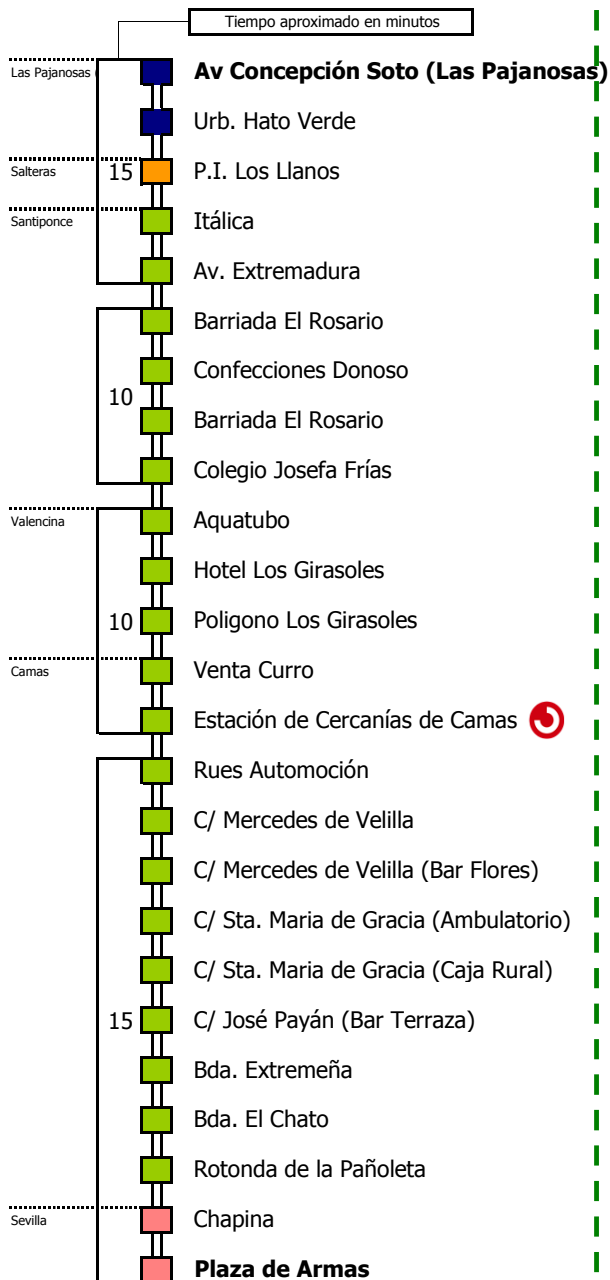 Tiempo aproximado en minutos
Las Pajanosas
Av Concepción Soto (Las Pajanosas)
Urb. Hato Verde
Salteras
15
P.I. Los Llanos
Santiponce
Itálica
Av. Extremadura
Barriada El Rosario
Confecciones Donoso
10
Barriada El Rosario
Colegio Josefa Frías
Valencina
Aquatubo
Hotel Los Girasoles
10
Poligono Los Girasoles
Camas
Venta Curro
Estación de Cercanías de Camas
Rues Automoción
C/ Mercedes de Velilla
C/ Mercedes de Velilla (Bar Flores)
C/ Sta. Maria de Gracia (Ambulatorio)
C/ Sta. Maria de Gracia (Caja Rural)
15
C/ José Payán (Bar Terraza)
Bda. Extremeña
Bda. El Chato
Rotonda de la Pañoleta
Sevilla
Chapina
Plaza de Armas